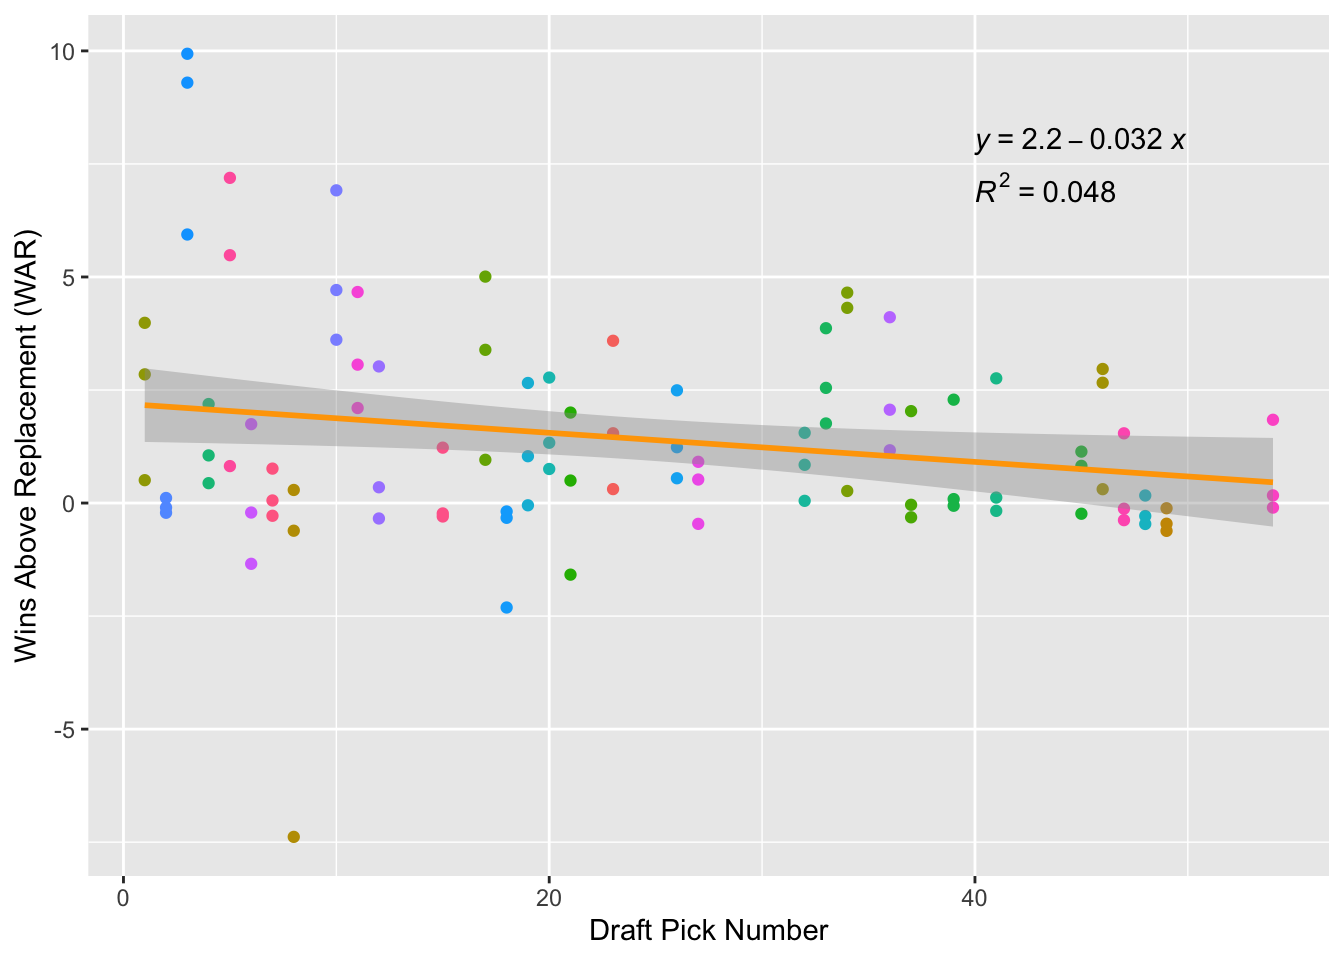 10
5
0
-5
Wins Above Replacement (WAR)
y = 2.2 – 0.032 x
R² = 0.048
0 20 40
Draft Pick Number